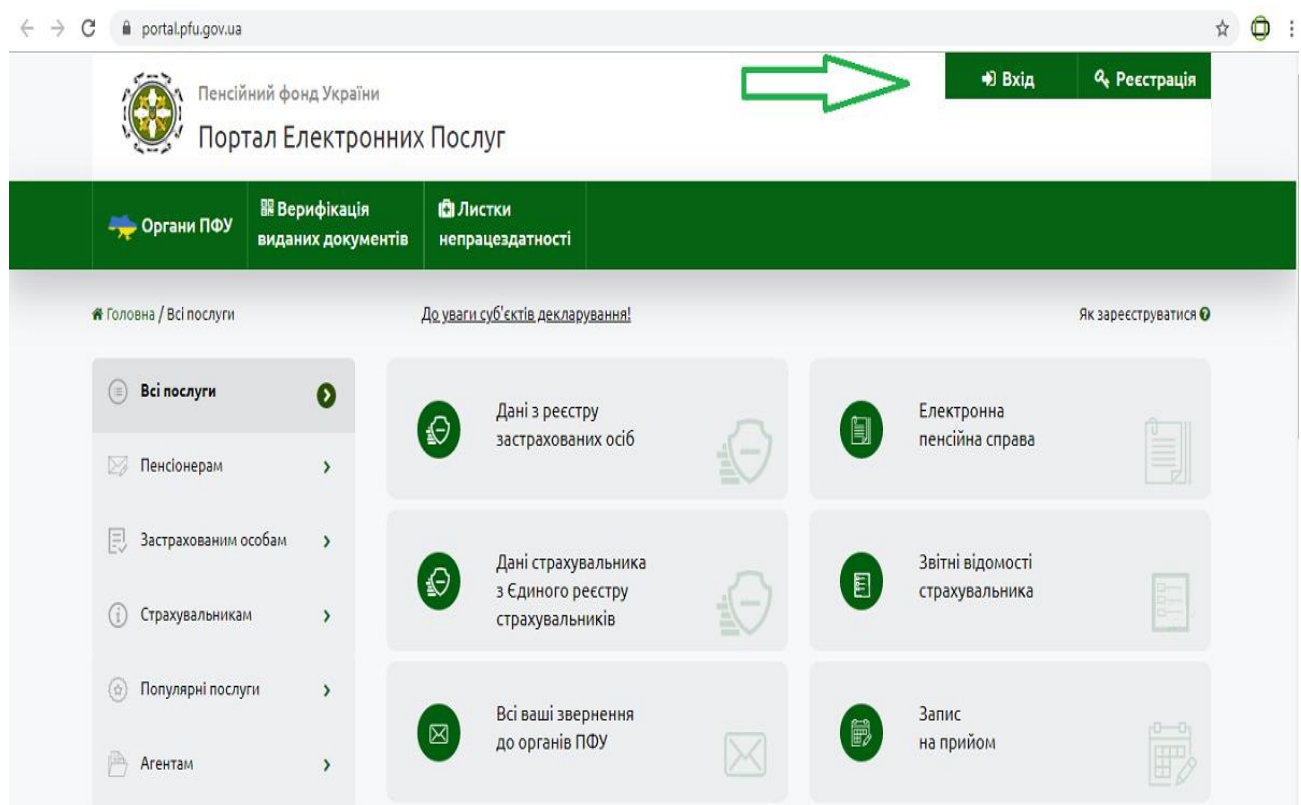 portal.pfu.gov.ua
Вхід
Реєстрація
Пенсійний фонд України
Портал Електронних Послуг
Органи ПФУ
Верифікація
виданих документів
Листки
непрацездатності
Головна / Всі послуги
До уваги суб'єктів декларування!
Як зареєструватися
Всі послуги
Пенсіонерам
Застрахованим особам
Страхувальникам
Популярні послуги
Агентам
Дані з реєстру
застрахованих осіб
Електронна
пенсійна справа
Дані страхувальника
з Єдиного реєстру
страхувальників
Звітні відомості
страхувальника
Всі ваші звернення
до органів ПФУ
Запис
на прийом